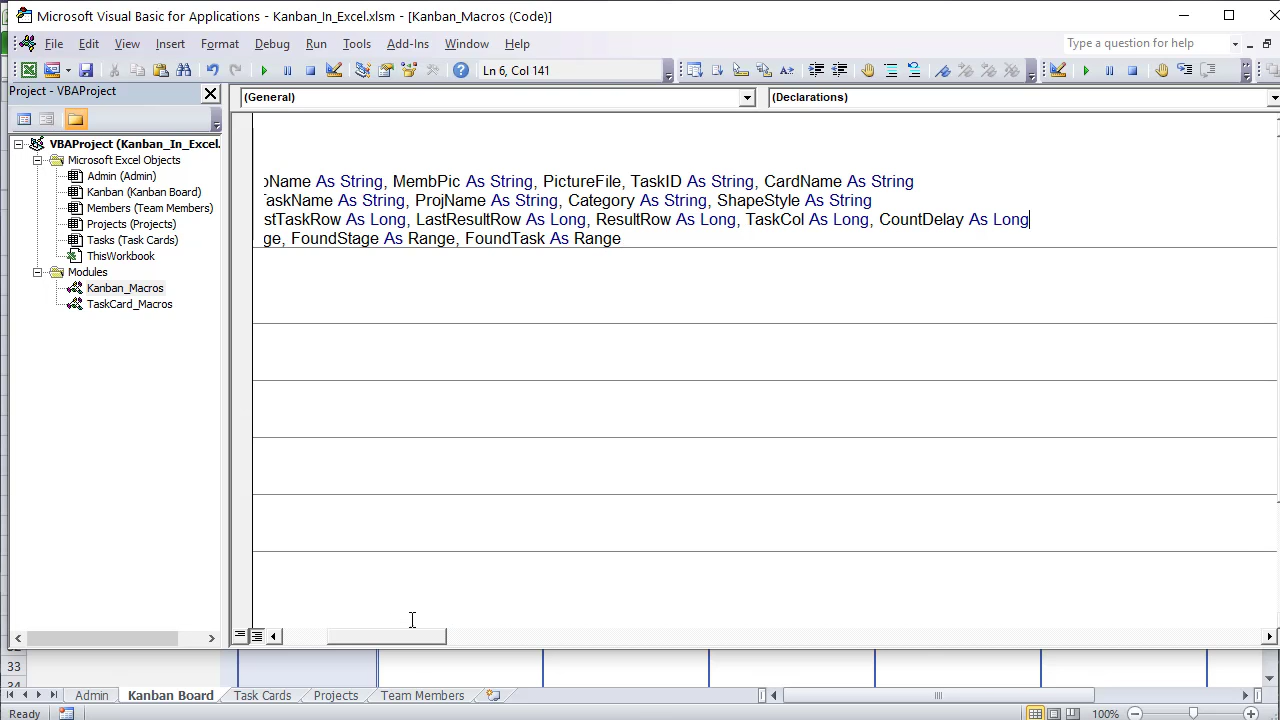 Microsoft Visual Basic for Applications - Kanban_In_Excel.xlsm - [Kanban_Macros (Code)]
File Edit View Insert Format Debug Run Tools Add-Ins Window Help Type a question for help
Ln 6, Col 141
Project - VBAProject
(General) (Declarations)
VBAProject (Kanban_In_Excel.
Microsoft Excel Objects
Admin (Admin)
Kanban (Kanban Board)
Members (Team Members)
Projects (Projects)
Tasks (Task Cards)
ThisWorkbook
Modules
Kanban_Macros
TaskCard_Macros
Name As String, MembPic As String, PictureFile, TaskID As String, CardName As String
TaskName As String, ProjName As String, Category As String, ShapeStyle As String
stTaskRow As Long, LastResultRow As Long, ResultRow As Long, TaskCol As Long, CountDelay As Long
ge, FoundStage As Range, FoundTask As Range
33
34
Admin Kanban Board Task Cards Projects Team Members
Ready 100%